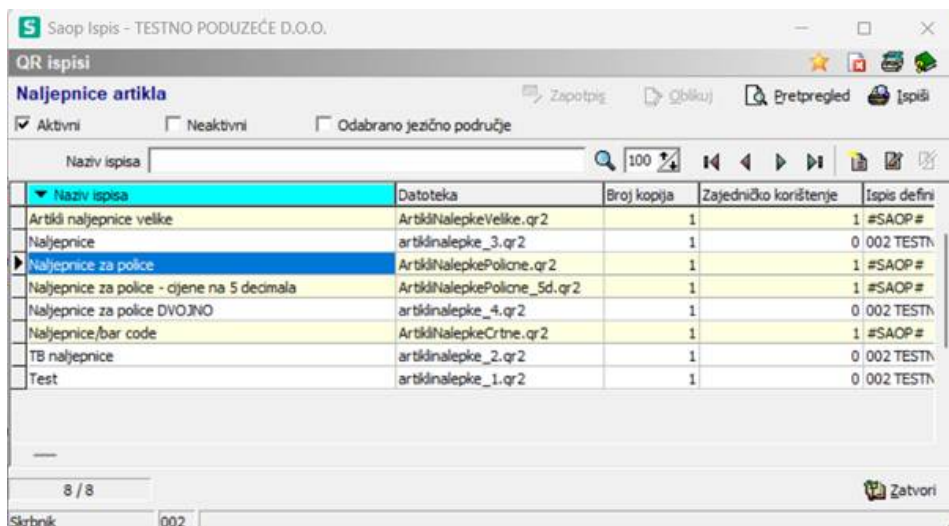 S Saop Ispis - TESTNO PODUZEĆE D.O.O.
QR ispisi
Naljepnice artikla Zapotpiš Oblikuj Pretpregled Ispiši
Aktivni Neaktivni Odabrano jezično područje
Naziv ispisa 100
Naziv ispisa Datoteka Broj kopija Zajedničko korištenje Ispis defini
Artikli naljepnice velike ArtikliNalepkeVelike.qr2 1 1 #SAOP#
Naljepnice artiklinalepke_3.qr2 1 0 002 TESTN
Naljepnice za police ArtikliNalepkePolicne.qr2 1 1 #SAOP#
Naljepnice za police - cijene na 5 decimala ArtikliNalepkePolicne_5d.qr2 1 1 #SAOP#
Naljepnice za police DVOJNO artiklinalepke_4.qr2 1 0 002 TESTN
Naljepnice/bar code ArtikliNalepkeCrtne.qr2 1 1 #SAOP#
TB naljepnice artiklinalepke_2.qr2 1 0 002 TESTN
Test artiklinalepke_1.qr2 1 0 002 TESTN
8 / 8 Zatvori
Skrbnik 002